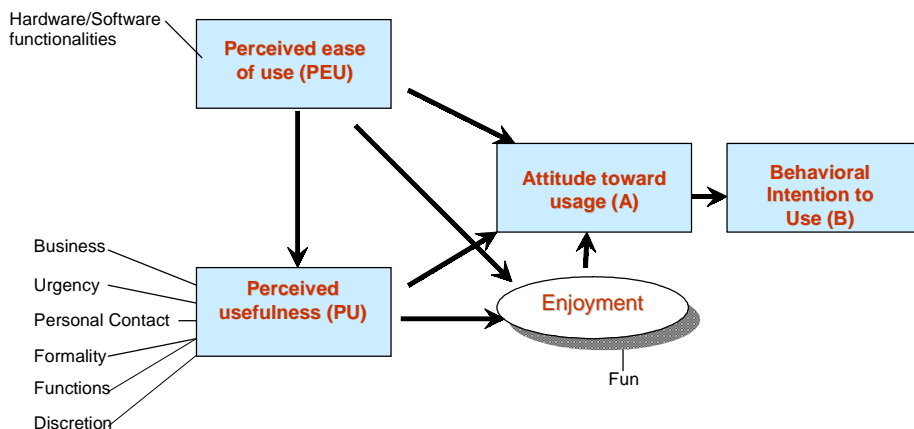 Hardware/Software
functionalities
Perceived ease
of use (PEU)
Attitude toward
usage (A)
Behavioral
Intention to
Use (B)
Business
Urgency
Personal Contact
Formality
Functions
Discretion
Perceived
usefulness (PU)
Enjoyment
Fun